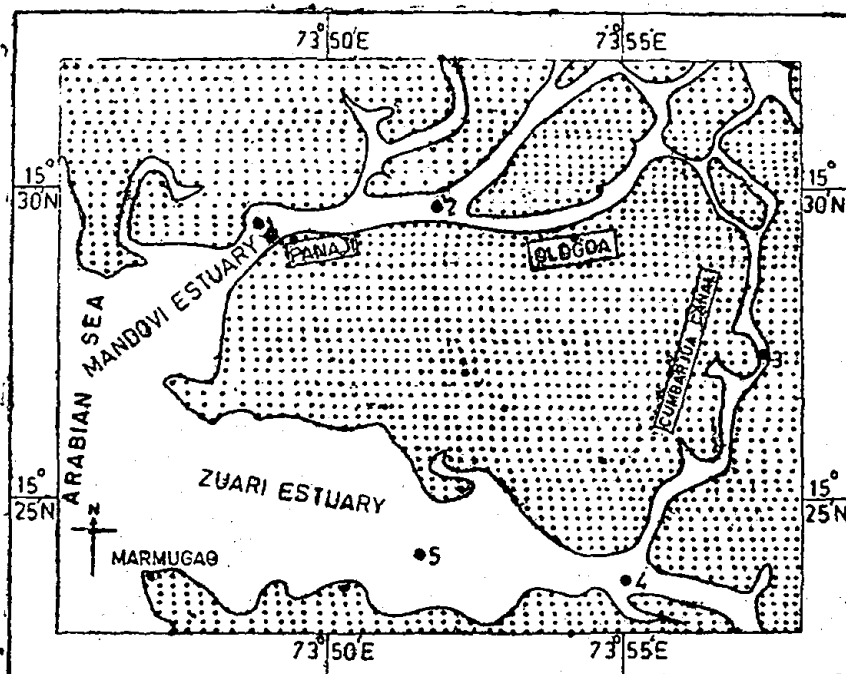 73°50'E 73°55'E
15°
30'N
15°
30'N
1
2
PANAJI
OLDGOA
MANDOVI ESTUARY
ARABIAN SEA
CUMBARJUA CANAL
3
15°
25'N
15°
25'N
ZUARI ESTUARY
N
MARMUGAO
5
4
73°50'E 73°55'E